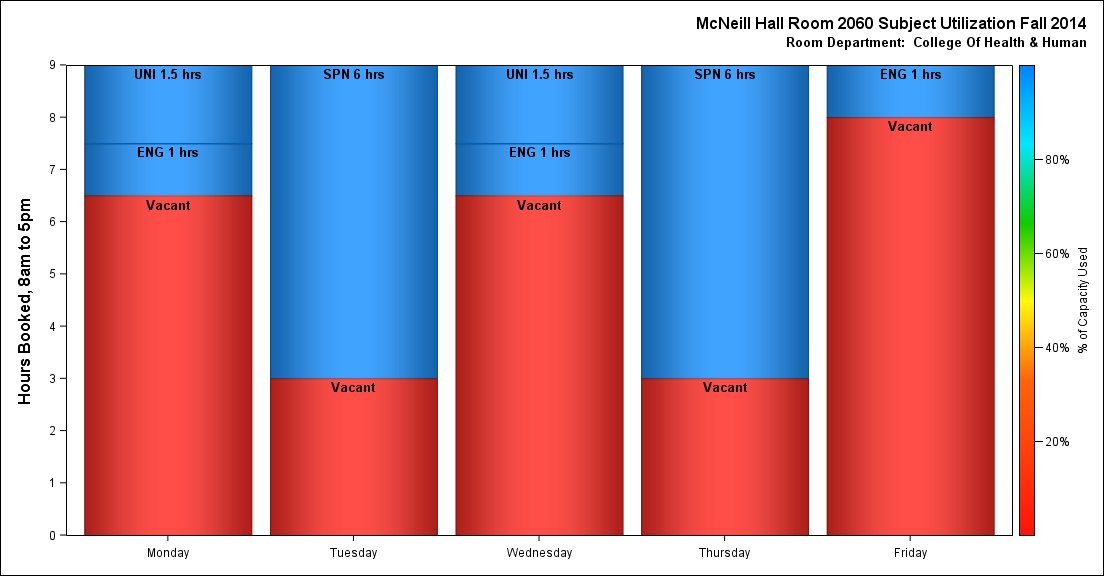 McNeill Hall Room 2060 Subject Utilization Fall 2014
Room Department:  College Of Health & Human
Hours Booked, 8am to 5pm
9
8
7
6
5
4
3
2
1
0
UNI 1.5 hrs
ENG 1 hrs
Vacant
SPN 6 hrs
Vacant
UNI 1.5 hrs
ENG 1 hrs
Vacant
SPN 6 hrs
Vacant
ENG 1 hrs
Vacant
Monday
Tuesday
Wednesday
Thursday
Friday
80%
60%
40%
20%
% of Capacity Used